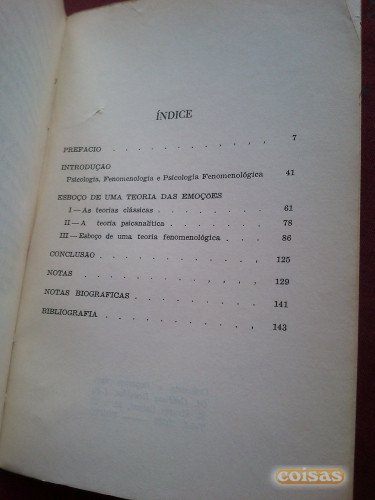 ÍNDICE
PREFÁCIO . . . . . . . . . . . . 7
INTRODUÇÃO
Psicologia, Fenomenologia e Psicologia Fenomenológica 41
ESBOÇO DE UMA TEORIA DAS EMOÇÕES
I — As teorias clássicas. . . . . . . . . 61
II — A teoria psicanalítica . . . . . . . 78
III — Esboço de uma teoria fenomenológica . . . . 86
CONCLUSÃO . . . . . . . . . . . 125
NOTAS . . . . . . . . . . . . 129
NOTAS BIOGRÁFICAS . . . . . . . . . 141
BIBLIOGRAFIA . . . . . . . . . . 143
coisas